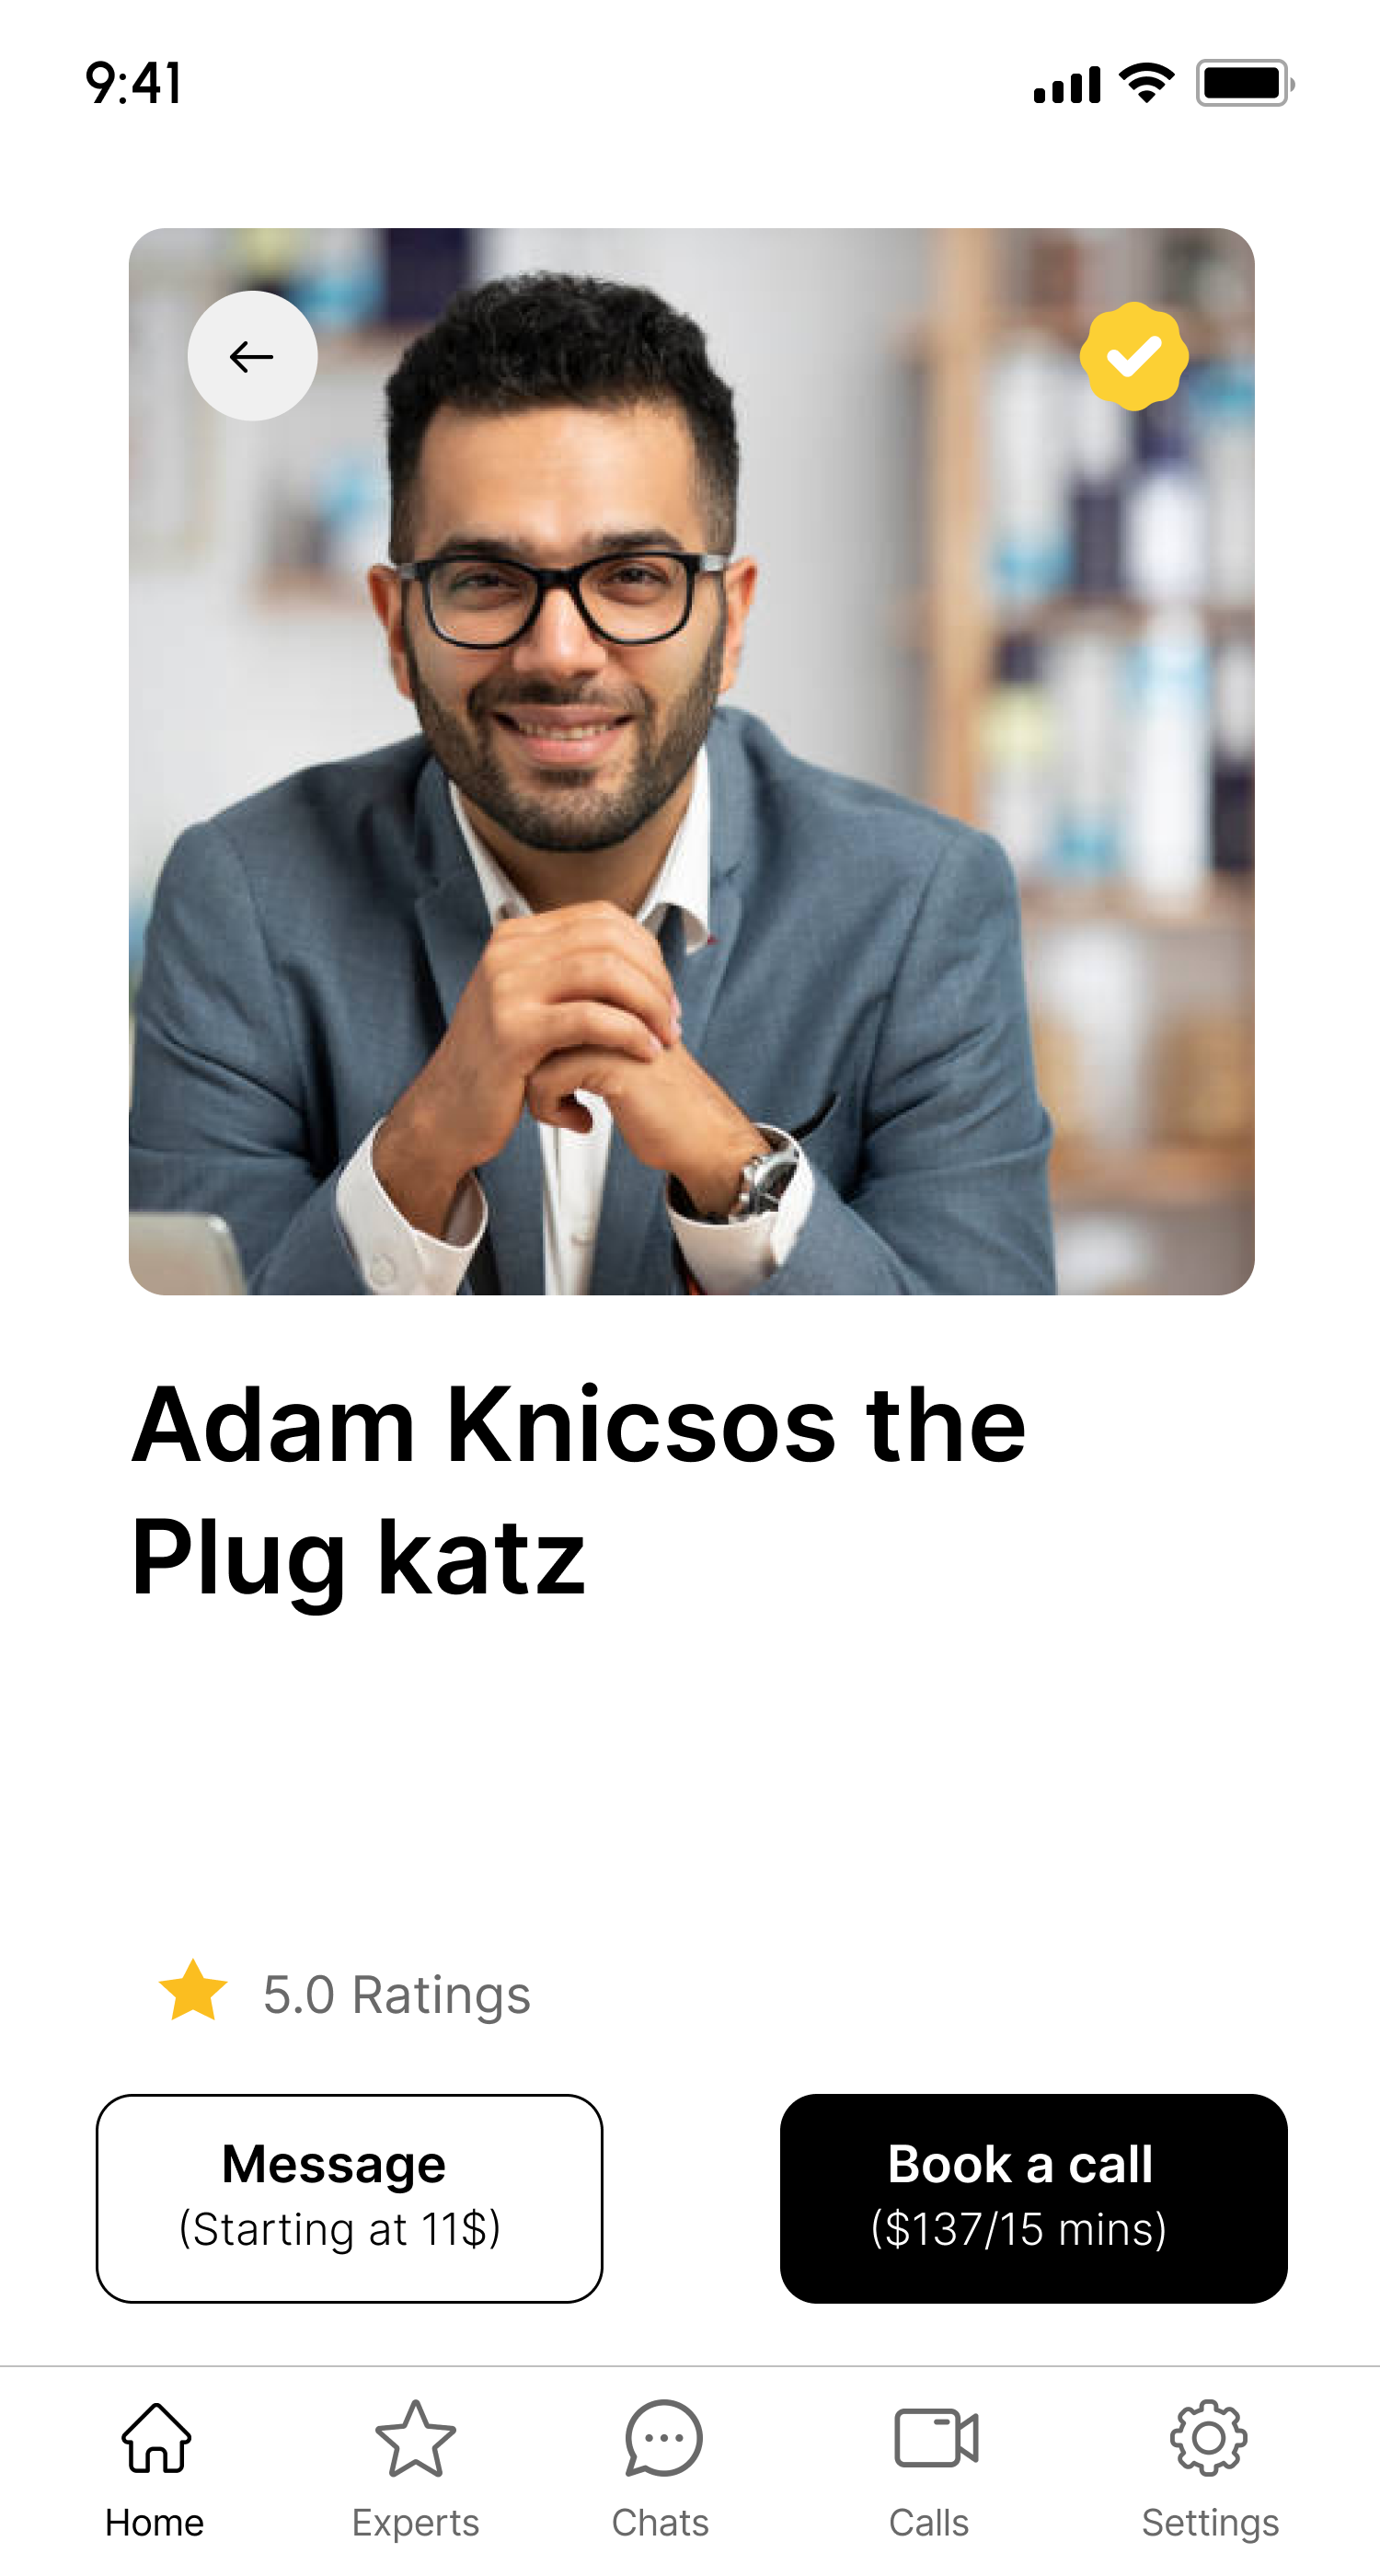 9:41
Adam Knicsos the
Plug katz
5.0 Ratings
Message
(Starting at 11$)
Book a call
($137/15 mins)
Home
Experts
Chats
Calls
Settings